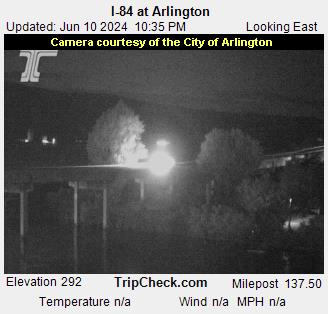 I-84 at Arlington
Updated: Jun 10 2024 10:35 PM Looking East
Camera courtesy of the City of Arlington
Elevation 292 TripCheck.com Milepost 137.50
Temperature n/a Wind n/a MPH n/a